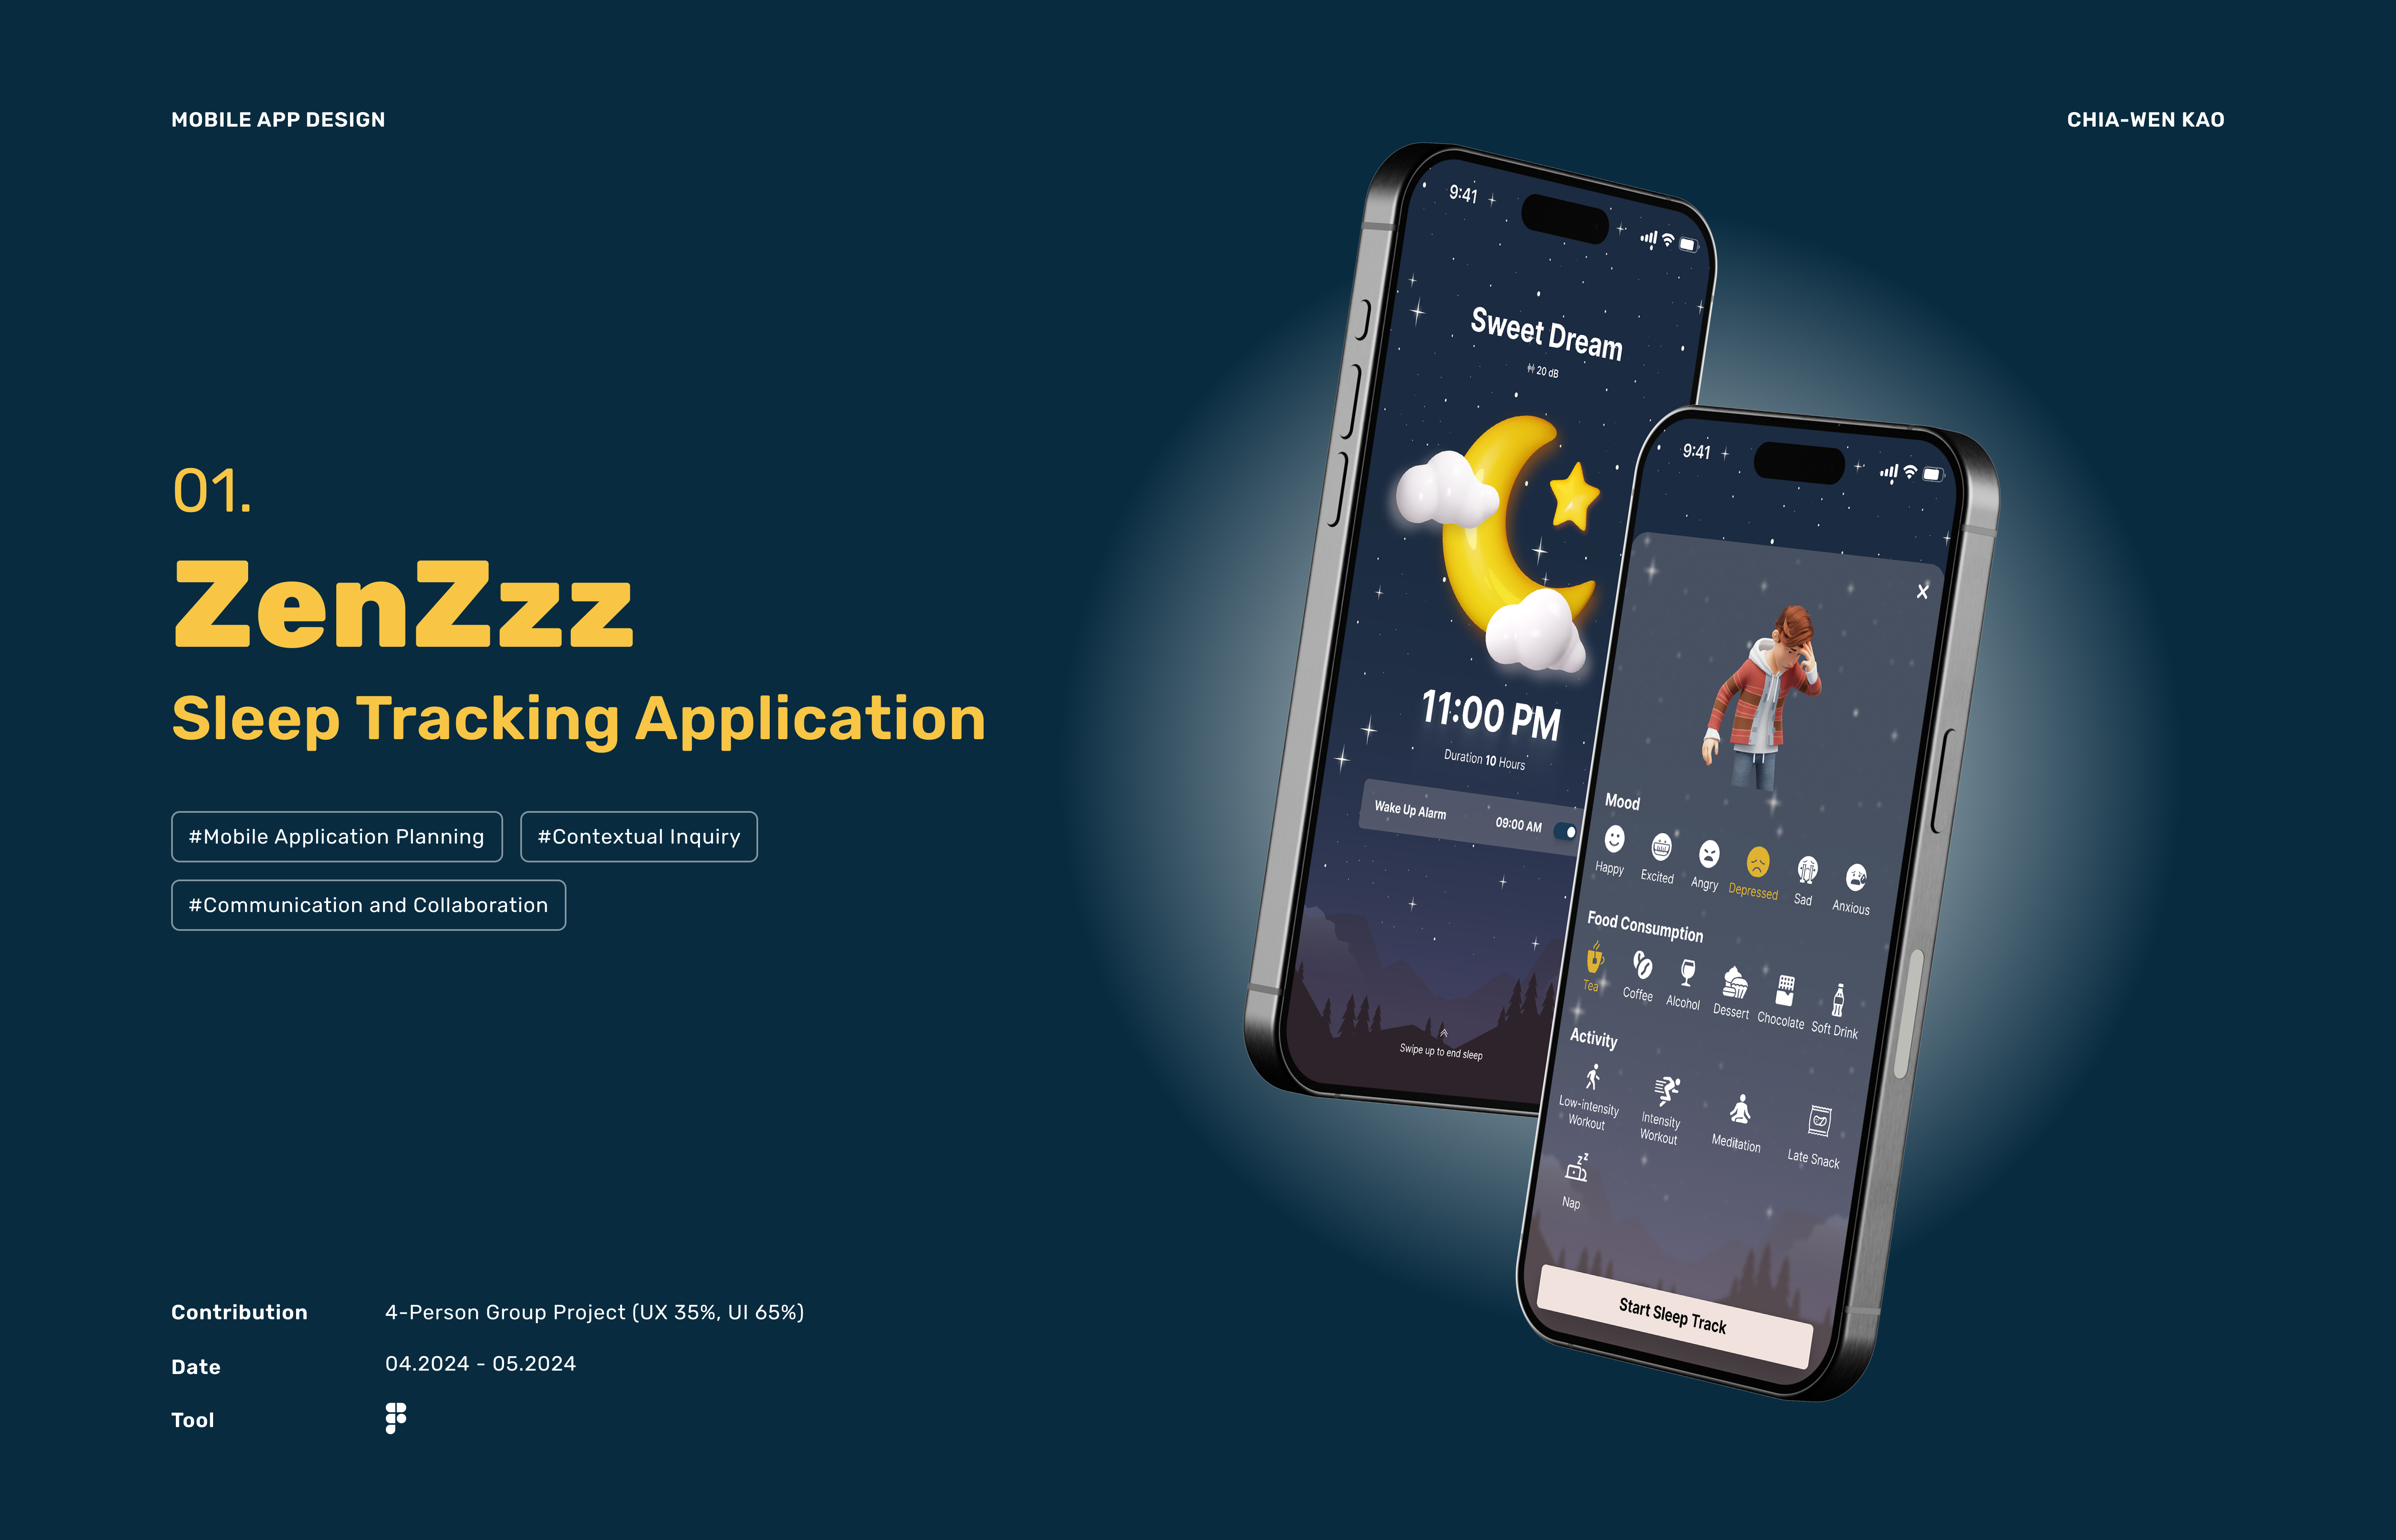 MOBILE APP DESIGN
CHIA-WEN KAO
01.
ZenZzz
Sleep Tracking Application
#Mobile Application Planning
#Contextual Inquiry
#Communication and Collaboration
Contribution
4-Person Group Project (UX 35%, UI 65%)
Date
04.2024 - 05.2024
Tool
9:41
Sweet Dream
20 dB
11:00 PM
Duration 10 Hours
Wake Up Alarm
09:00 AM
Swipe up to end sleep
9:41
Mood
Happy
Excited
Angry
Depressed
Sad
Anxious
Food Consumption
Tea
Coffee
Alcohol
Dessert
Chocolate
Soft Drink
Activity
Low-intensity
Workout
Intensity
Workout
Meditation
Late Snack
Nap
Start Sleep Track